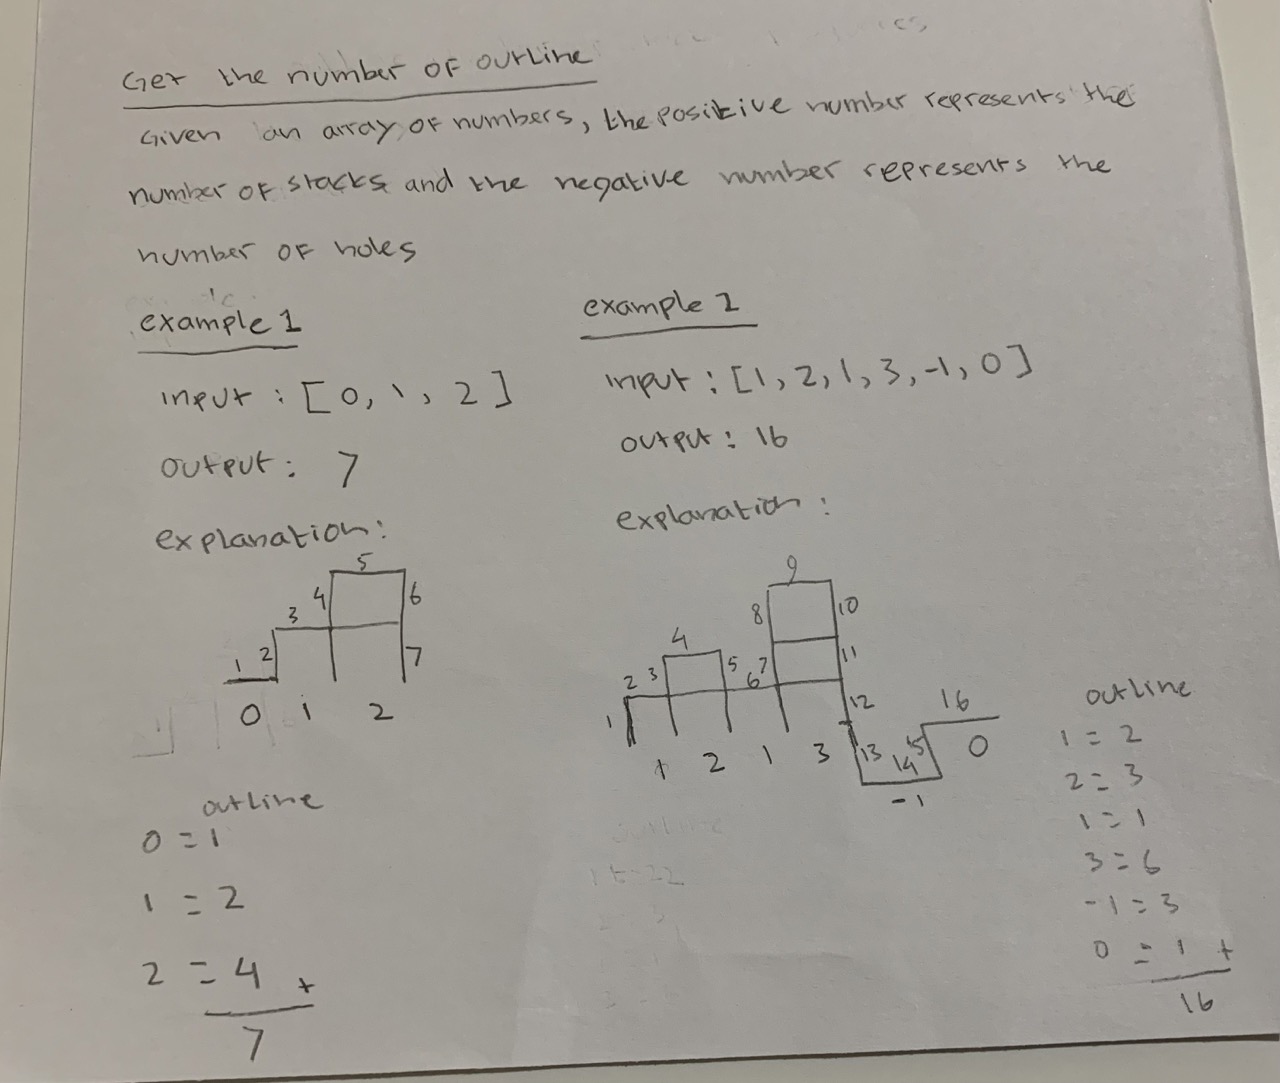 Get the number of outline
Given an array of numbers, the positive number represents the
number of stacks and the negative number represents the
number of holes
example 1
input : [0, 1, 2]
output : 7
explanation :
5
4
6
3
1
2
7
0 1 2
outline
0 = 1
1 = 2
2 = 4 +
7
example 2
input : [1, 2, 1, 3, -1, 0]
output : 16
explanation :
9
8
10
4
2 3
5
6 7
11
1
12
16
13 14 15
0
1 2 1 3
-1
outline
1 = 2
2 = 3
1 = 1
3 = 6
-1 = 3
0 = 1 +
16